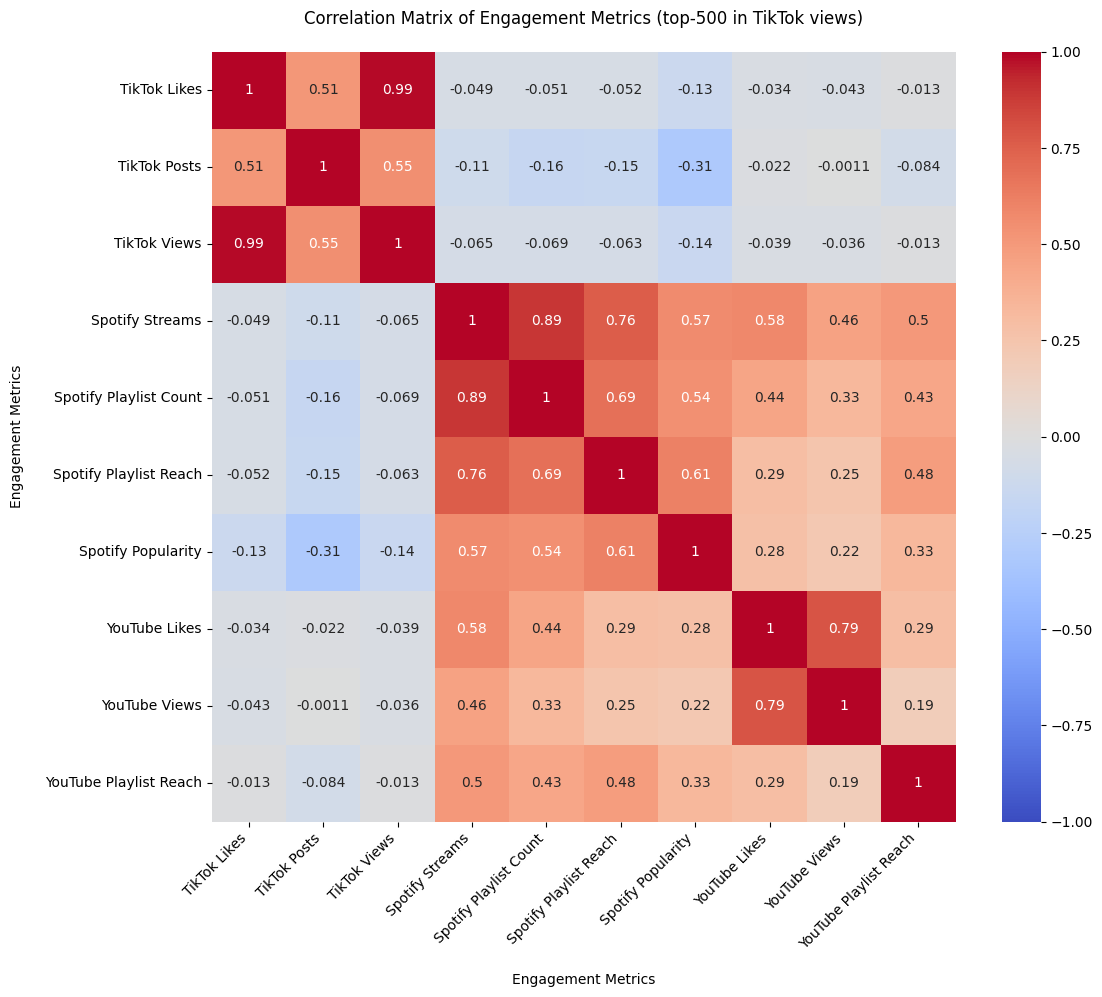 Correlation Matrix of Engagement Metrics (top-500 in TikTok views)
Engagement Metrics
TikTok Likes 1 0.51 0.99 -0.049 -0.051 -0.052 -0.13 -0.034 -0.043 -0.013
TikTok Posts 0.51 1 0.55 -0.11 -0.16 -0.15 -0.31 -0.022 -0.0011 -0.084
TikTok Views 0.99 0.55 1 -0.065 -0.069 -0.063 -0.14 -0.039 -0.036 -0.013
Spotify Streams -0.049 -0.11 -0.065 1 0.89 0.76 0.57 0.58 0.46 0.5
Spotify Playlist Count -0.051 -0.16 -0.069 0.89 1 0.69 0.54 0.44 0.33 0.43
Spotify Playlist Reach -0.052 -0.15 -0.063 0.76 0.69 1 0.61 0.29 0.25 0.48
Spotify Popularity -0.13 -0.31 -0.14 0.57 0.54 0.61 1 0.28 0.22 0.33
YouTube Likes -0.034 -0.022 -0.039 0.58 0.44 0.29 0.28 1 0.79 0.29
YouTube Views -0.043 -0.0011 -0.036 0.46 0.33 0.25 0.22 0.79 1 0.19
YouTube Playlist Reach -0.013 -0.084 -0.013 0.5 0.43 0.48 0.33 0.29 0.19 1
TikTok Likes
TikTok Posts
TikTok Views
Spotify Streams
Spotify Playlist Count
Spotify Playlist Reach
Spotify Popularity
YouTube Likes
YouTube Views
YouTube Playlist Reach
Engagement Metrics
1.00
0.75
0.50
0.25
0.00
−0.25
−0.50
−0.75
−1.00